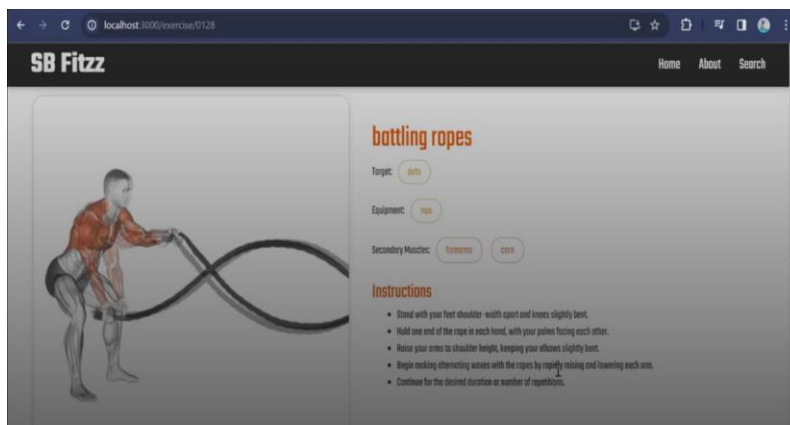 localhost:3000/exercise/0128
SB Fitzz
Home About Search
battling ropes
Target: delts
Equipment: rope
Secondary Muscles: forearms core
Instructions
Stand with your feet shoulder-width apart and knees slightly bent.
Hold one end of the rope in each hand, with your palms facing each other.
Raise your arms to shoulder height, keeping your elbows slightly bent.
Begin making alternating waves with the ropes by rapidly raising and lowering each arm.
Continue for the desired duration or number of repetitions.